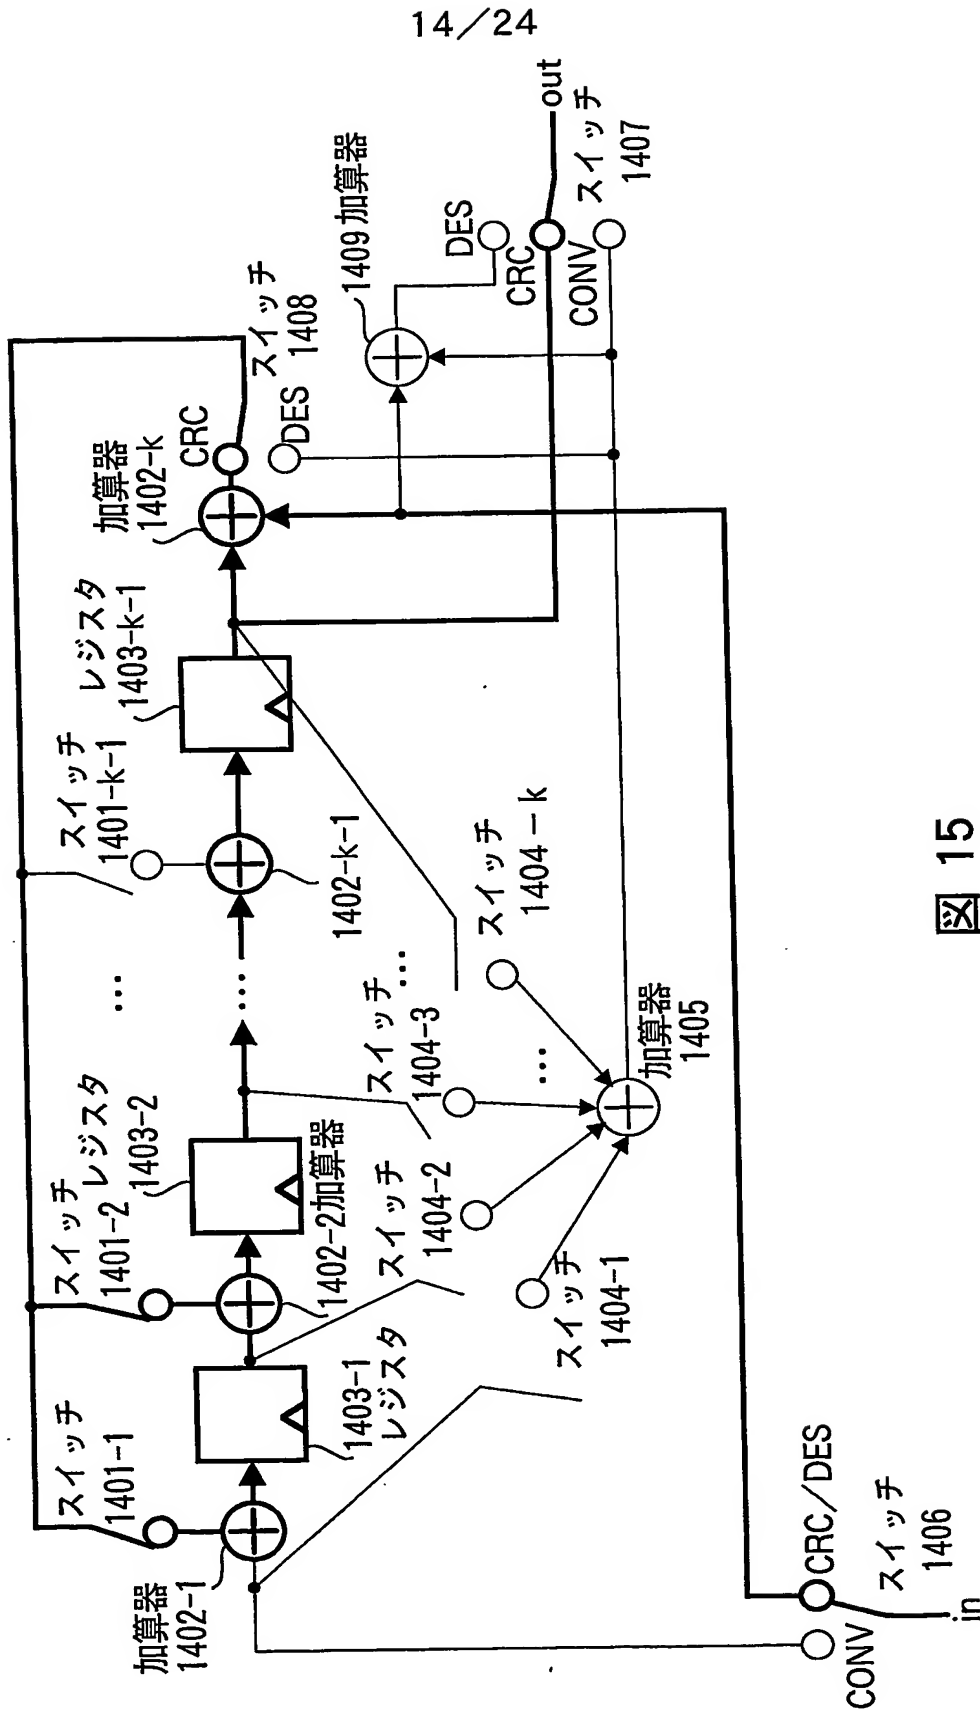 14/24
加算器
1402-1
スイッチ
1401-1
1403-1
レジスタ
スイッチ
1401-2
1402-2加算器
レジスタ
1403-2
…
…
スイッチ
1401-k-1
1402-k-1
レジスタ
1403-k-1
加算器
1402-k
CRC
DES
スイッチ
1408
1409 加算器
DES
CRC
CONV
out
スイッチ
1407
スイッチ
1404-1
スイッチ
1404-2
スイッチ
1404-3
…
…
スイッチ
1404-k
加算器
1405
CONV
CRC/DES
スイッチ
1406
in
図 15